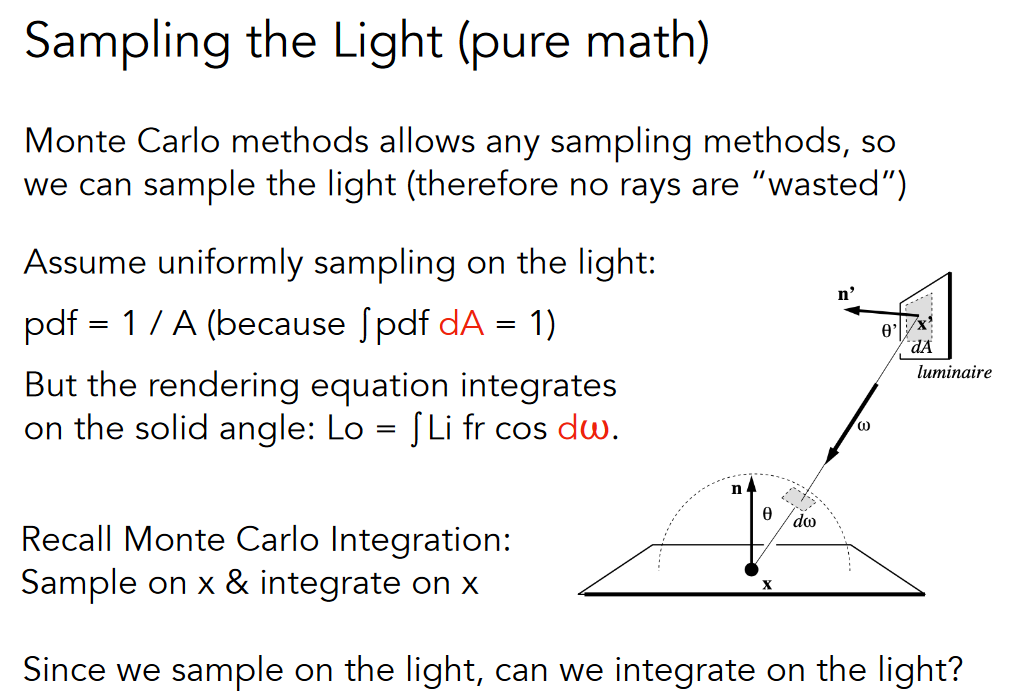 Sampling the Light (pure math)
Monte Carlo methods allows any sampling methods, so
we can sample the light (therefore no rays are “wasted”)
Assume uniformly sampling on the light:
pdf = 1 / A (because ∫pdf dA = 1)
But the rendering equation integrates
on the solid angle: Lo = ∫Li fr cos dω.
Recall Monte Carlo Integration:
Sample on x & integrate on x
Since we sample on the light, can we integrate on the light?
n’
θ’
x’
dA
luminaire
ω
n
θ
dω
x